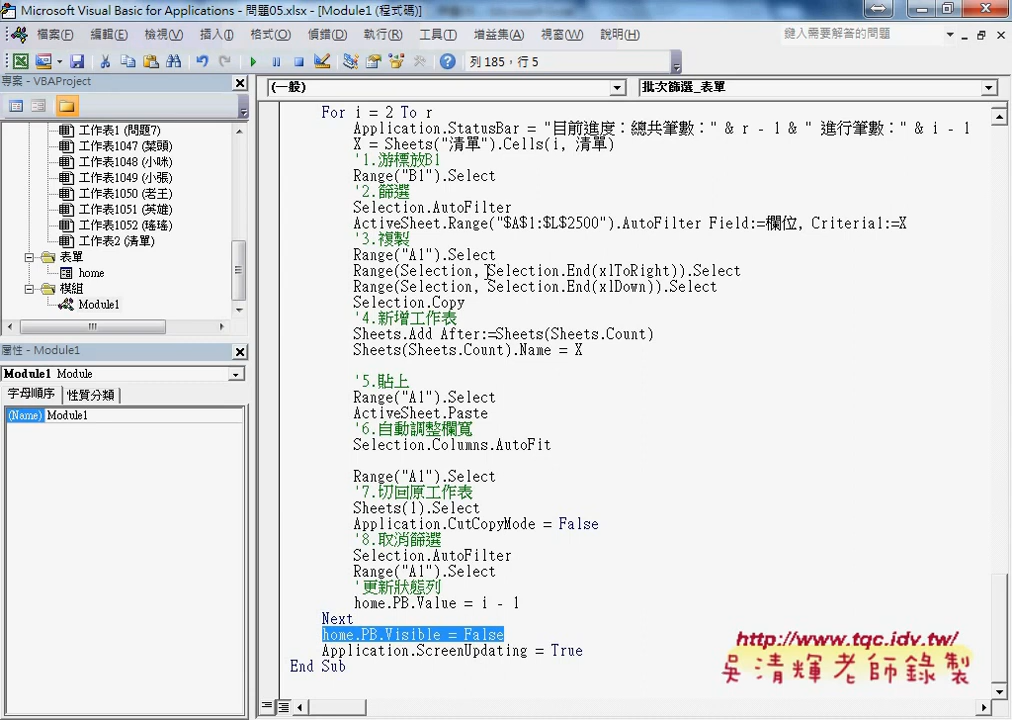 Microsoft Visual Basic for Applications - 問題05.xlsx - [Module1 (程式碼)]
檔案(F) 編輯(E) 檢視(V) 插入(I) 格式(O) 偵錯(D) 執行(R) 工具(T) 增益集(A) 視窗(W) 說明(H) 鍵入需要解答的問題
列 185，行 5
專案 - VBAProject
(一般)
批次篩選_表單
工作表1 (問題7)
工作表1047 (葉頭)
工作表1048 (小咪)
工作表1049 (小張)
工作表1050 (老王)
工作表1051 (英雄)
工作表1052 (瑤瑤)
工作表2 (清單)
表單
home
模組
Module1
屬性 - Module1
Module1 Module
字母順序 性質分類
(Name) Module1
For i = 2 To r
Application.StatusBar = "目前進度：總共筆數：" & r - 1 & " 進行筆數：" & i - 1
X = Sheets("清單").Cells(i, 清單)
'1.游標放B1
Range("B1").Select
'2.篩選
Selection.AutoFilter
ActiveSheet.Range("$A$1:$L$2500").AutoFilter Field:=欄位, Criteria1:=X
'3.複製
Range("A1").Select
Range(Selection, Selection.End(xlToRight)).Select
Range(Selection, Selection.End(xlDown)).Select
Selection.Copy
'4.新增工作表
Sheets.Add After:=Sheets(Sheets.Count)
Sheets(Sheets.Count).Name = X
'5.貼上
Range("A1").Select
ActiveSheet.Paste
'6.自動調整欄寬
Selection.Columns.AutoFit
Range("A1").Select
'7.切回原工作表
Sheets(1).Select
Application.CutCopyMode = False
'8.取消篩選
Selection.AutoFilter
Range("A1").Select
'更新狀態列
home.PB.Value = i - 1
Next
home.PB.Visible = False
Application.ScreenUpdating = True
End Sub
http://www.tqc.idv.tw/
吳清輝老師錄製